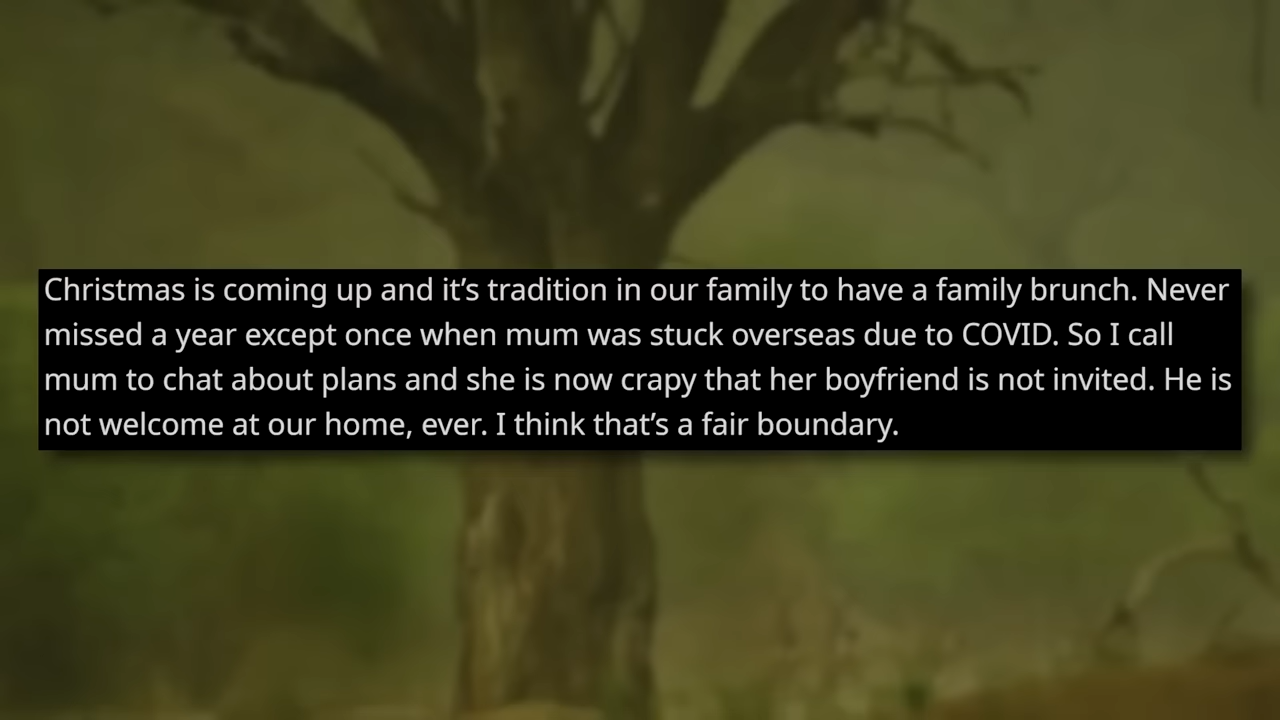 Christmas is coming up and it’s tradition in our family to have a family brunch. Never
missed a year except once when mum was stuck overseas due to COVID. So I call
mum to chat about plans and she is now crapy that her boyfriend is not invited. He is
not welcome at our home, ever. I think that’s a fair boundary.